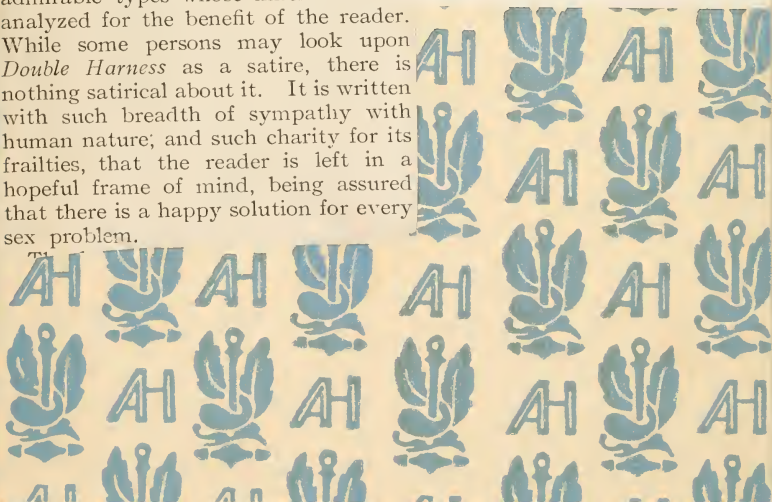 admirable types whose
analyzed for the benefit of the reader.
While some persons may look upon
Double Harness as a satire, there is
nothing satirical about it. It is written
with such breadth of sympathy with
human nature; and such charity for its
frailties, that the reader is left in a
hopeful frame of mind, being assured
that there is a happy solution for every
sex problem.
AH
AH
AH
AH
AH
AH
AH
AH
AH
AH
AH
AH
AH
AH